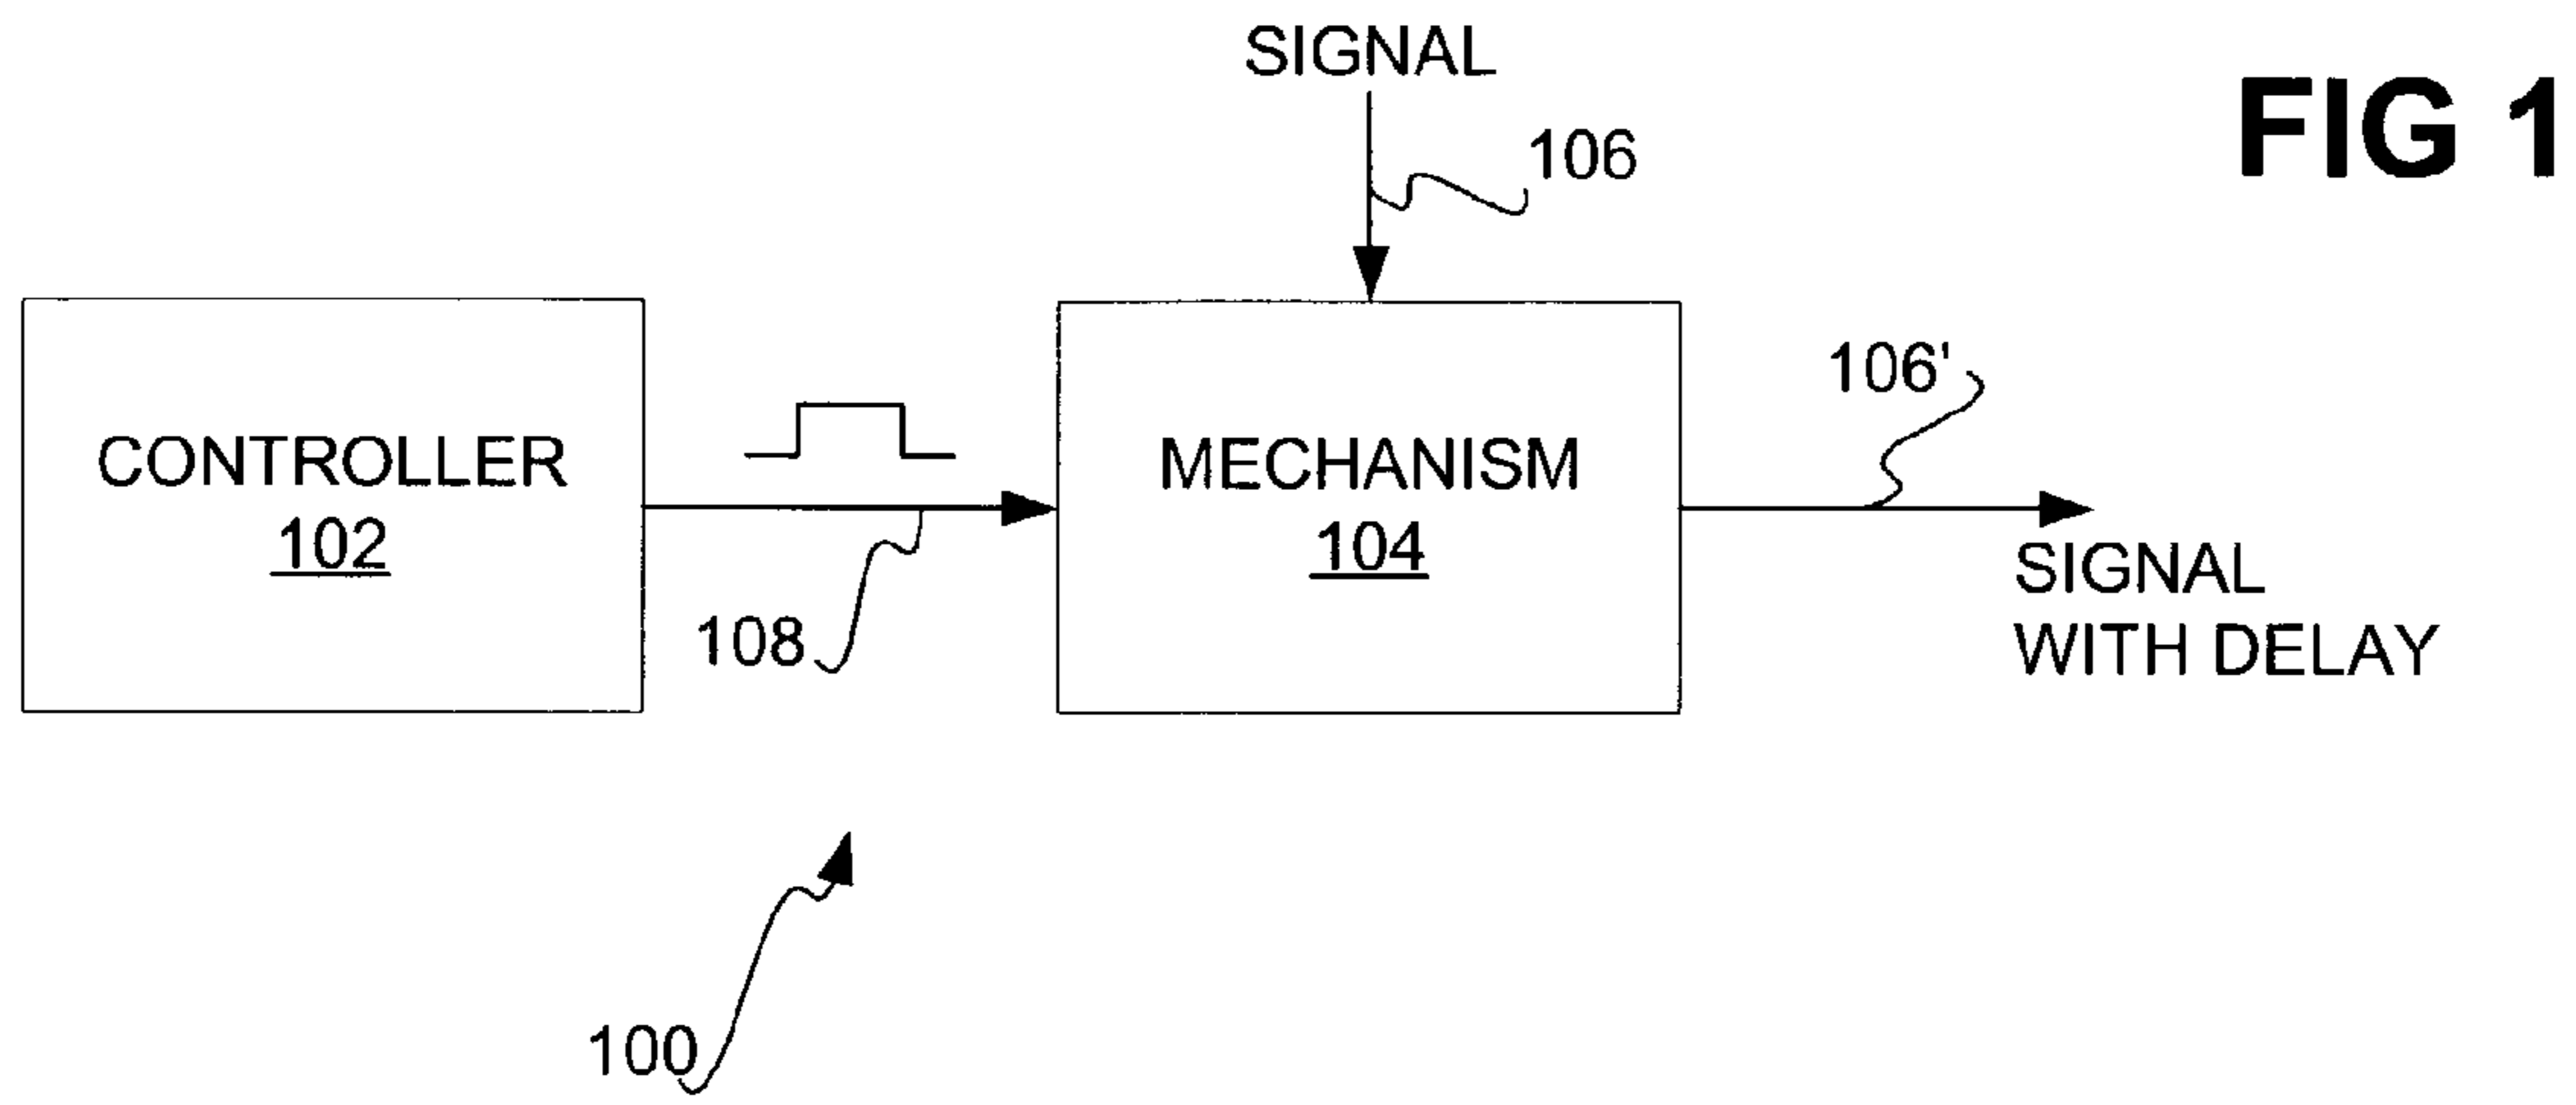 SIGNAL
FIG 1
106
106'
CONTROLLER
102
MECHANISM
104
108
SIGNAL
WITH DELAY
100